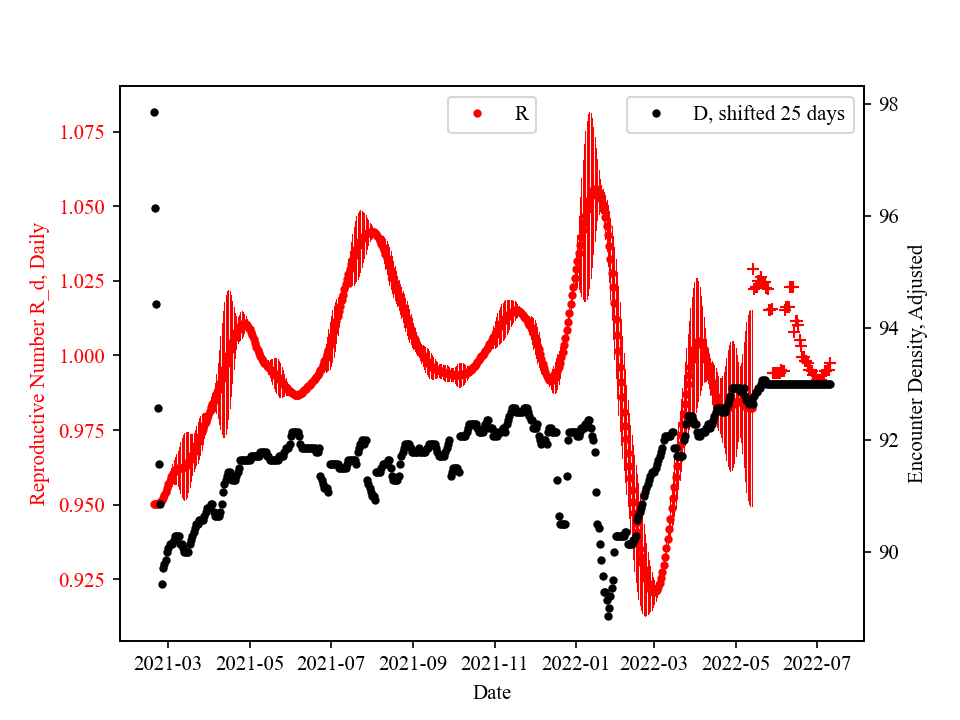 R
D, shifted 25 days
Reproductive Number R_d, Daily
1.075
1.050
1.025
1.000
0.975
0.950
0.925
98
96
94
92
90
Encounter Density, Adjusted
2021-03 2021-05 2021-07 2021-09 2021-11 2022-01 2022-03 2022-05 2022-07
Date